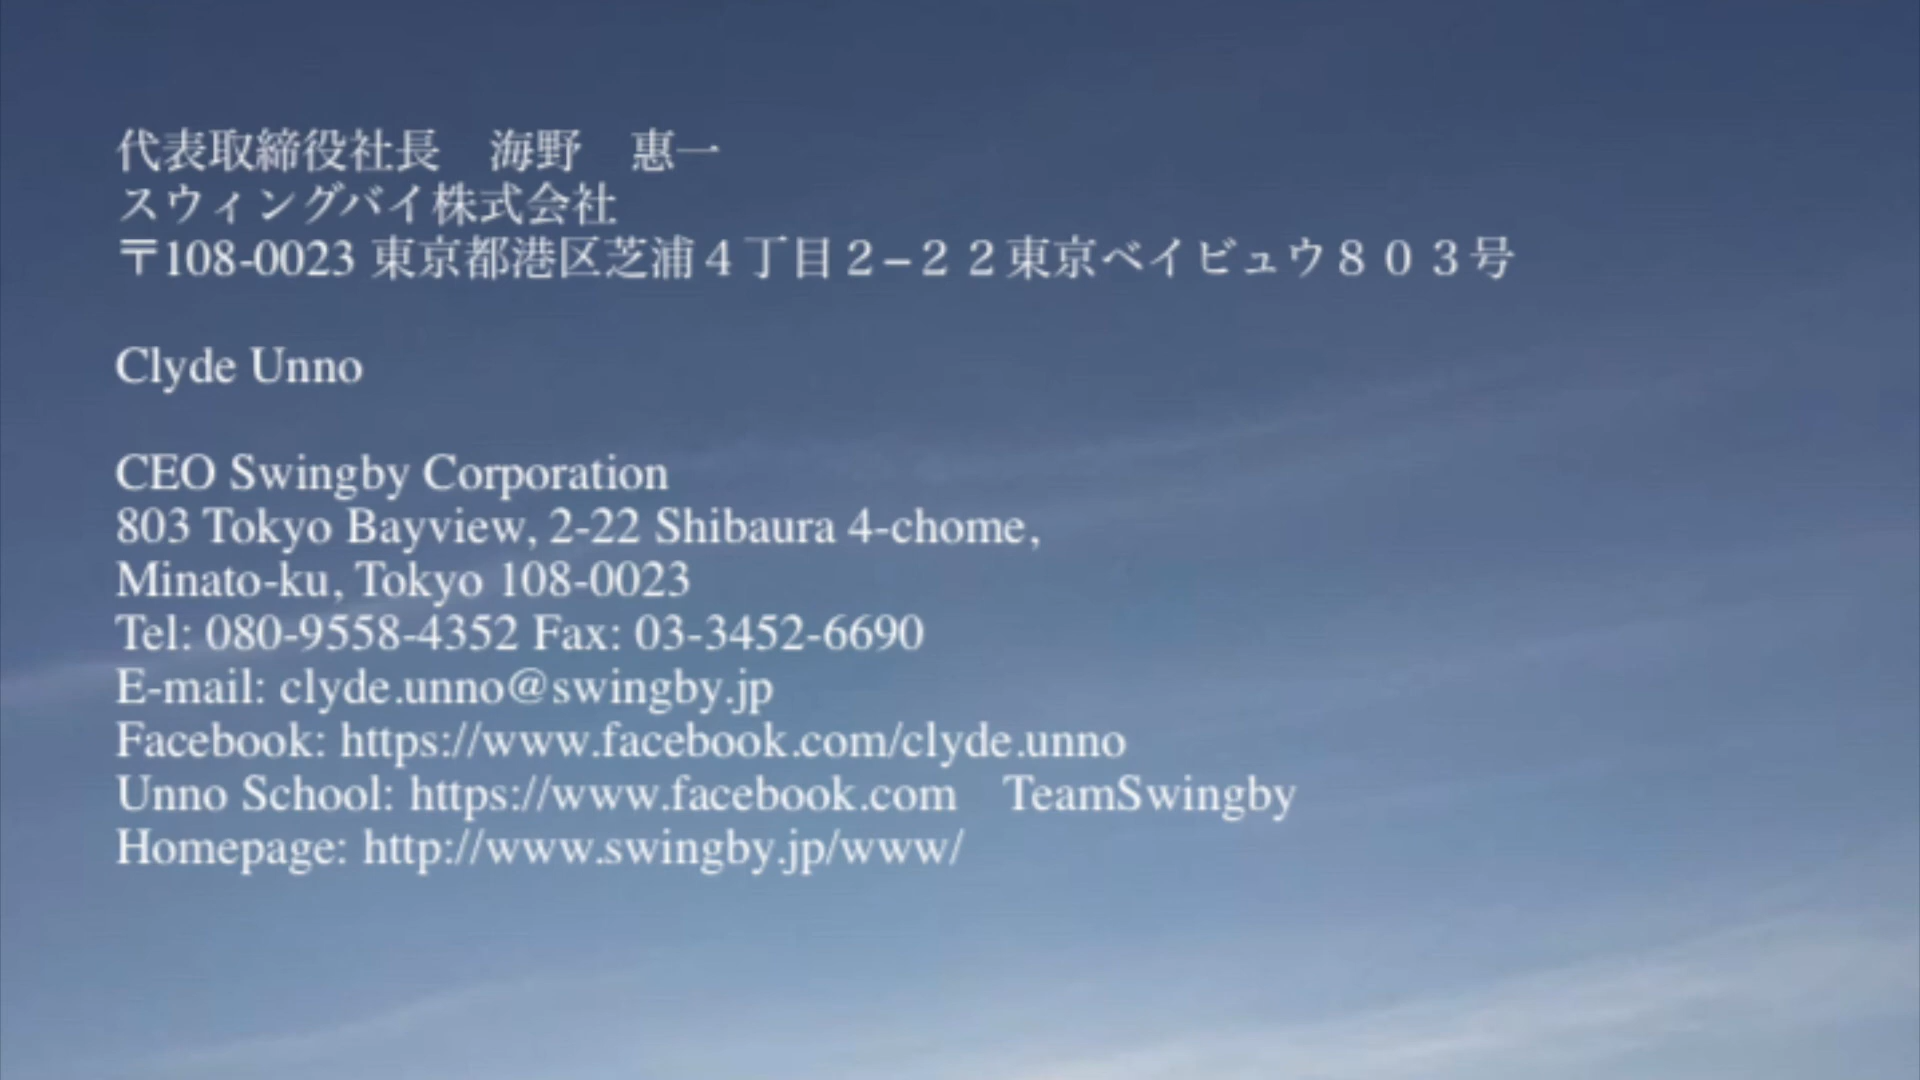 代表取締役社長　海野　惠一
スウィングバイ株式会社
〒108-0023 東京都港区芝浦４丁目２−２２東京ベイビュウ８０３号
Clyde Unno
CEO Swingby Corporation
803 Tokyo Bayview, 2-22 Shibaura 4-chome,
Minato-ku, Tokyo 108-0023
Tel: 080-9558-4352 Fax: 03-3452-6690
E-mail: clyde.unno@swingby.jp
Facebook: https://www.facebook.com/clyde.unno
Unno School: https://www.facebook.com　TeamSwingby
Homepage: http://www.swingby.jp/www/